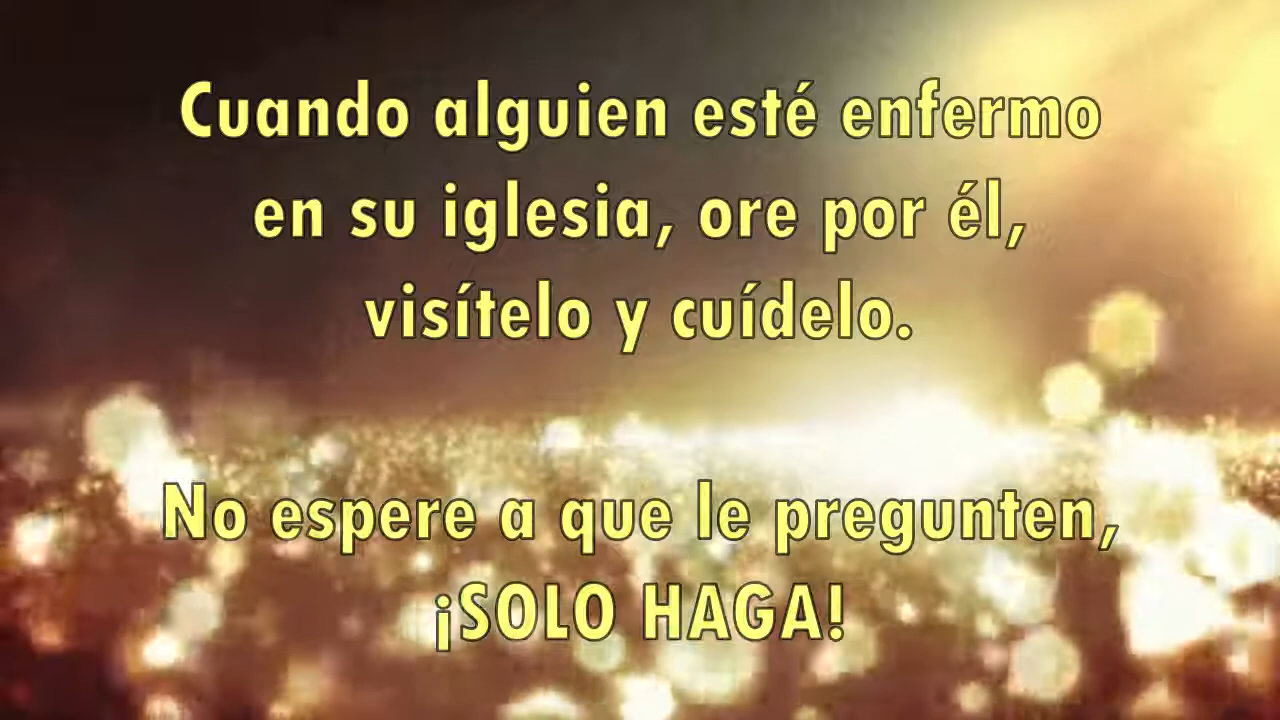 Cuando alguien esté enfermo
en su iglesia, ore por él,
visítelo y cuídelo.
No espere a que le pregunten,
¡SOLO HAGA!